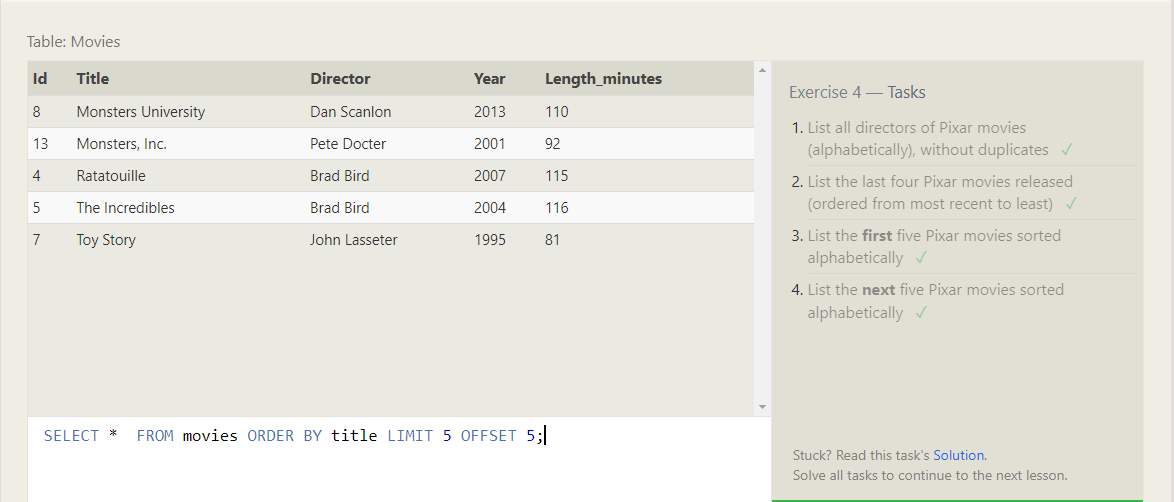 Table: Movies
Id Title Director Year Length_minutes
8 Monsters University Dan Scanlon 2013 110
13 Monsters, Inc. Pete Docter 2001 92
4 Ratatouille Brad Bird 2007 115
5 The Incredibles Brad Bird 2004 116
7 Toy Story John Lasseter 1995 81
SELECT *  FROM movies ORDER BY title LIMIT 5 OFFSET 5;
Exercise 4 — Tasks
1. List all directors of Pixar movies
(alphabetically), without duplicates ✓
2. List the last four Pixar movies released
(ordered from most recent to least) ✓
3. List the first five Pixar movies sorted
alphabetically ✓
4. List the next five Pixar movies sorted
alphabetically ✓
Stuck? Read this task's Solution.
Solve all tasks to continue to the next lesson.